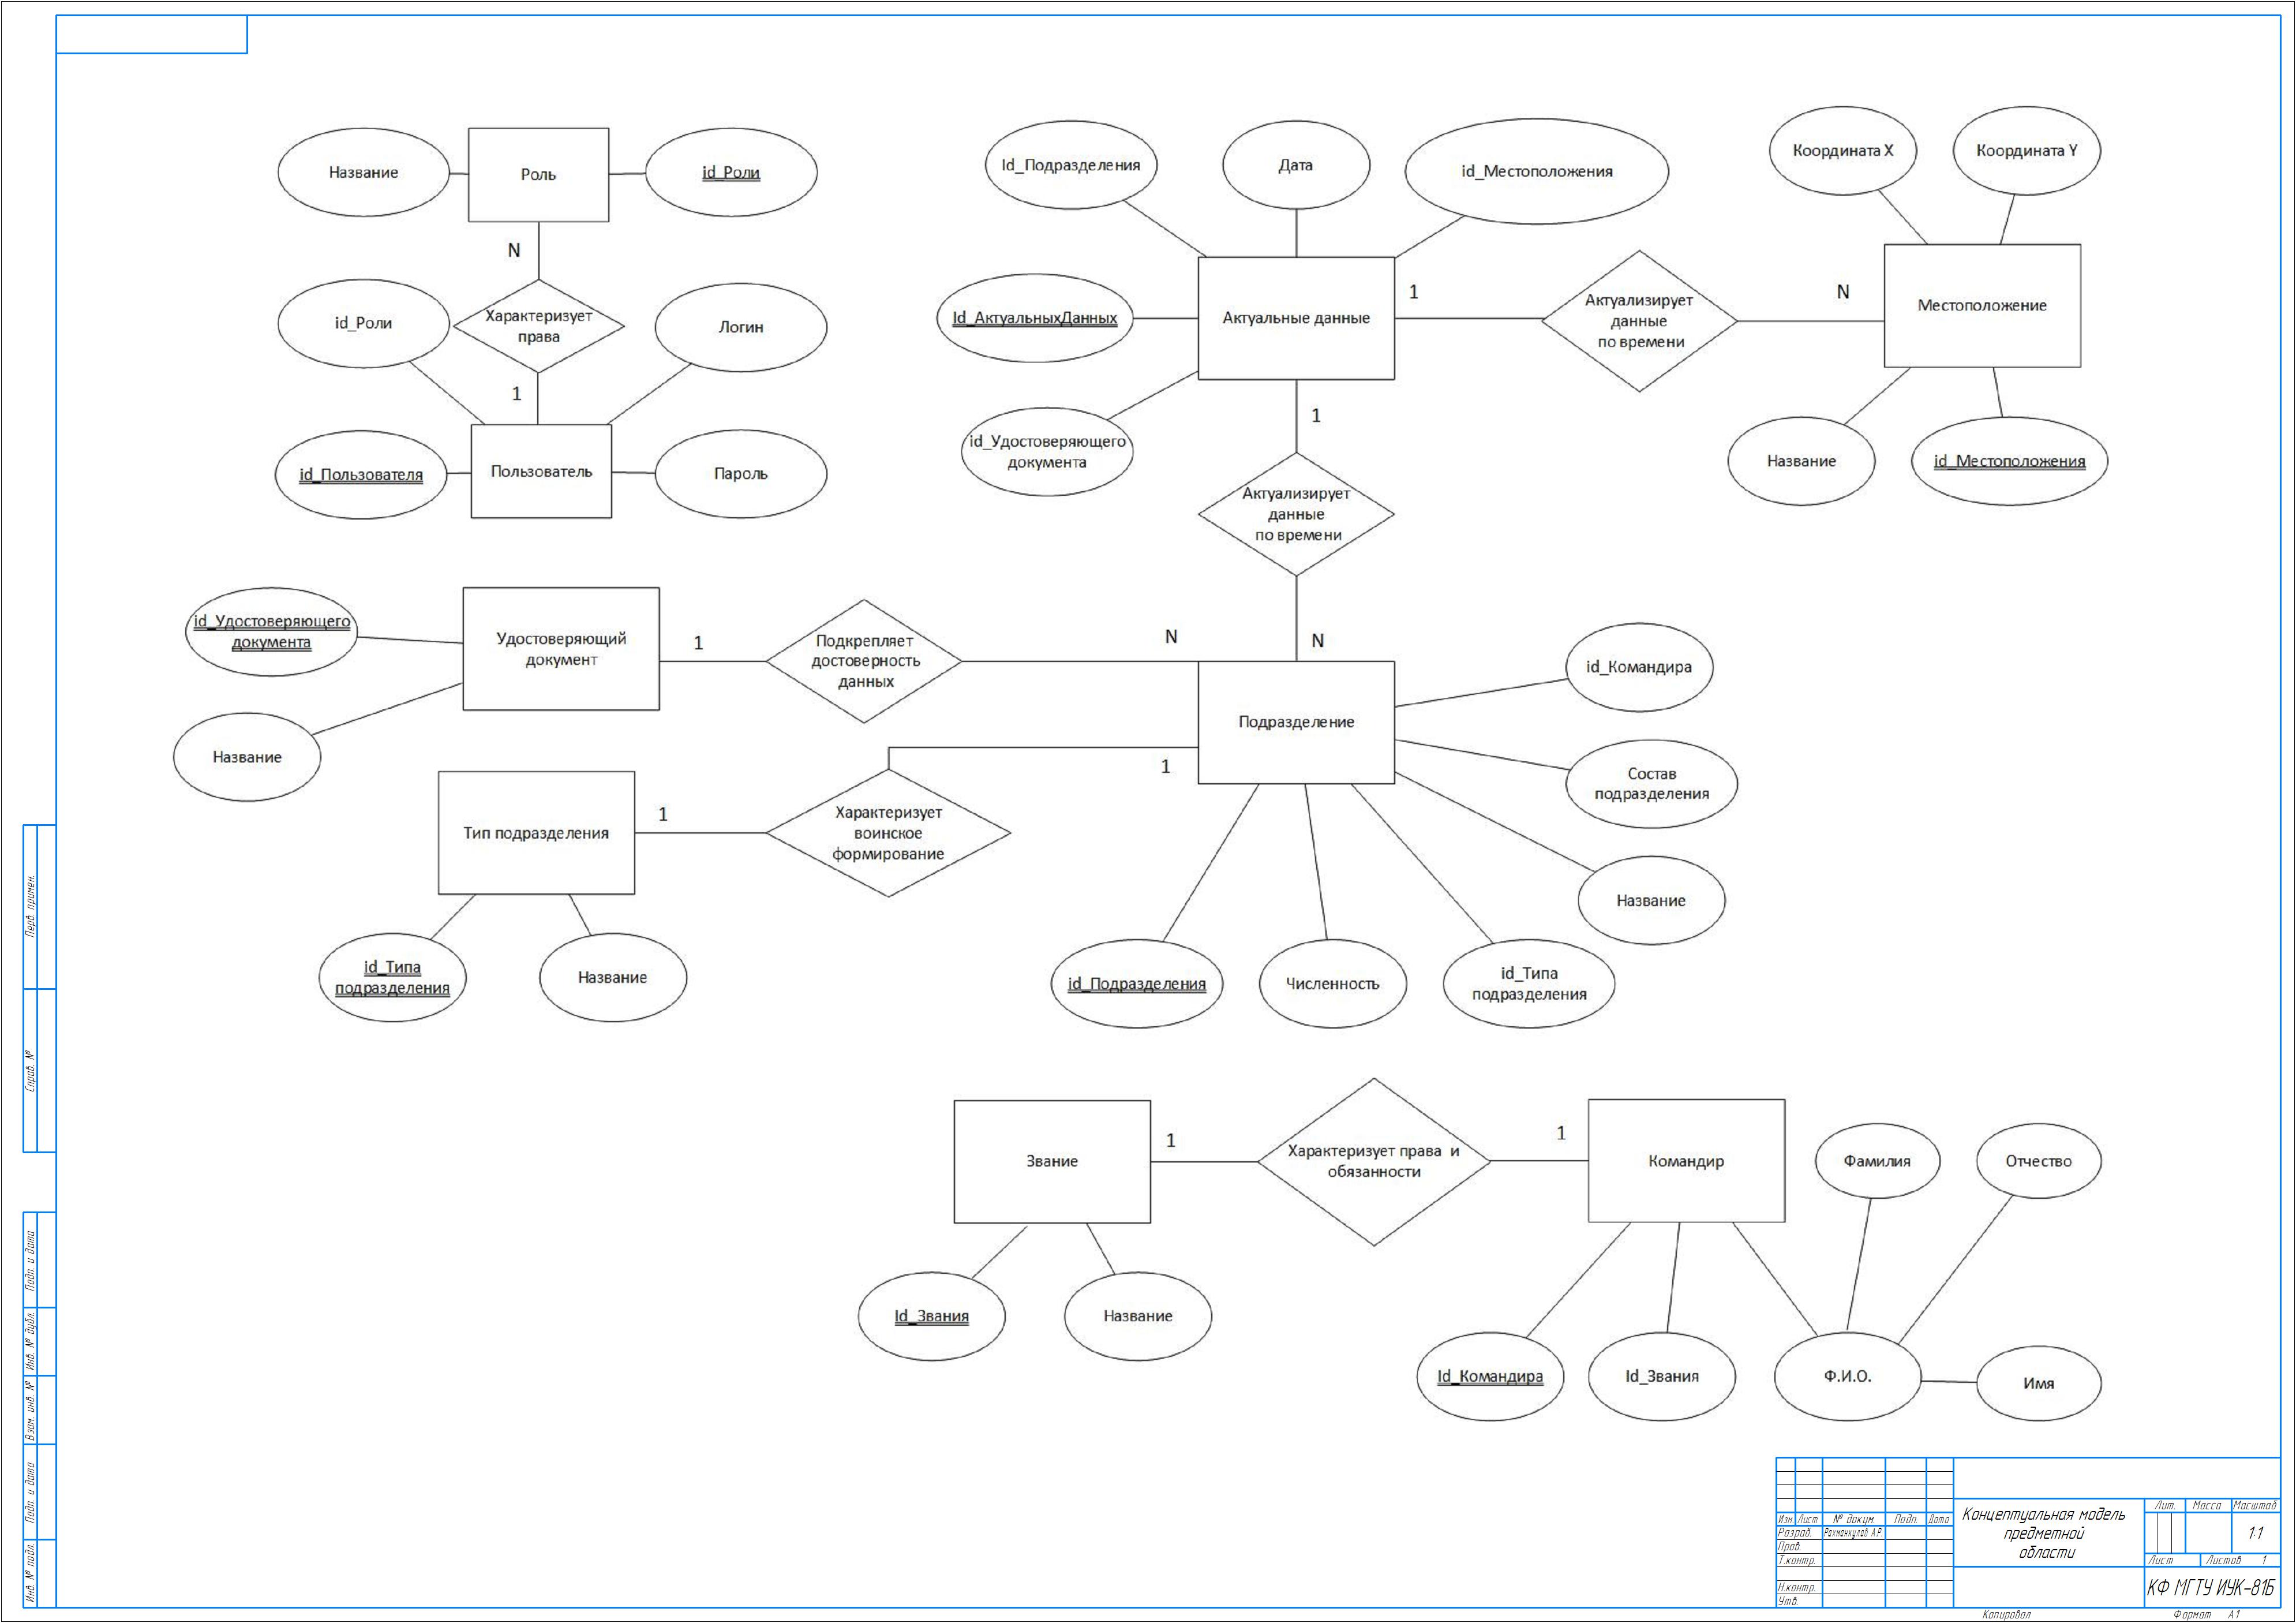 Название
Роль
id_Роли
N
id_Роли
Характеризует
права
Логин
1
id_Пользователя
Пользователь
Пароль
Id_Подразделения
Дата
id_Местоположения
Id_АктуальныхДанных
Актуальные данные
1
Актуализирует
данные
по времени
N
id_Удостоверяющего
документа
1
Координата X
Координата Y
Местоположение
Название
id_Местоположения
Актуализирует
данные
по времени
N
id_Удостоверяющего
документа
Удостоверяющий
документ
1
Подкрепляет
достоверность
данных
N
Название
Подразделение
id_Командира
Состав
подразделения
Название
1
Тип подразделения
1
Характеризует
воинское
формирование
id_Типа
подразделения
Название
id_Подразделения
Численность
id_Типа
подразделения
Звание
1
Характеризует права и
обязанности
1
Командир
Фамилия
Отчество
Id_Звания
Название
Id_Командира
Id_Звания
Ф.И.О.
Имя
Перв. примен.
Справ. №
Подп. и дата
Инв. № дубл.
Взам. инв. №
Подп. и дата
Инв. № подл.
Изм. Лист № докум. Подп. Дата
Разраб. Рахманкулов А.Р.
Пров.
Т.контр.
Н.контр.
Утв.
Концептуальная модель
предметной
области
Лит. Масса Масштаб
1:1
Лист Листов 1
КФ МГТУ ИУК-81Б
Копировал Формат А1